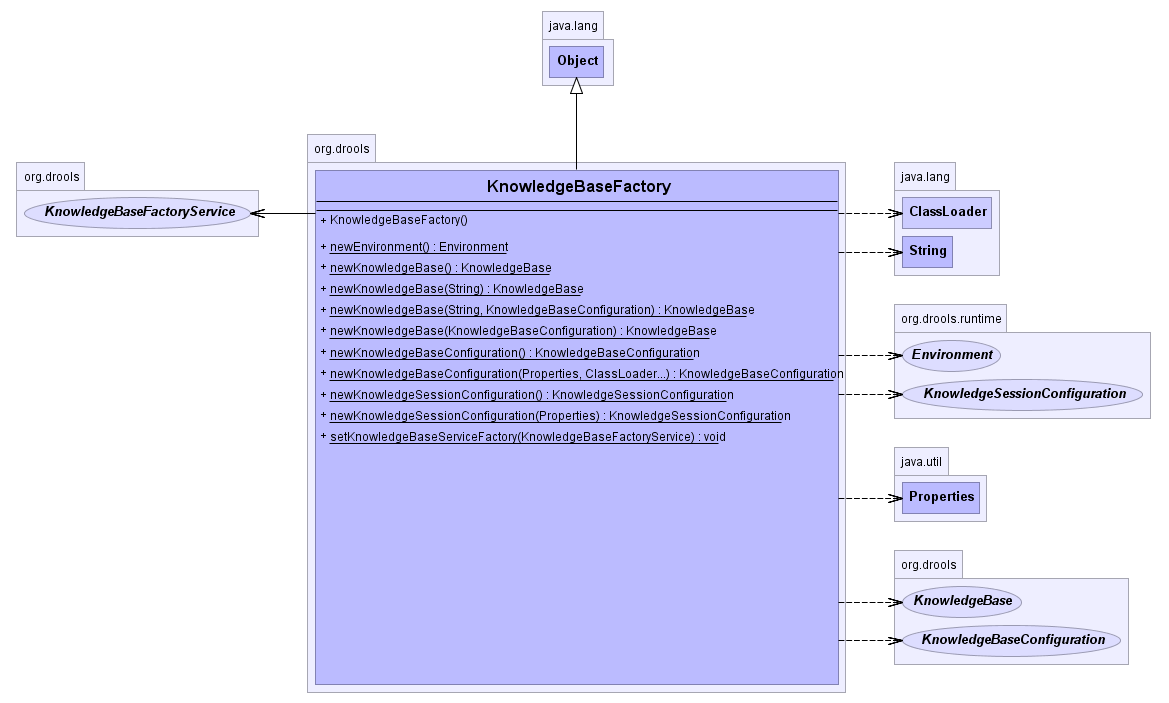 java.lang
Object
org.drools
KnowledgeBaseFactoryService
org.drools
KnowledgeBaseFactory
+ KnowledgeBaseFactory()
+ newEnvironment() : Environment
+ newKnowledgeBase() : KnowledgeBase
+ newKnowledgeBase(String) : KnowledgeBase
+ newKnowledgeBase(String, KnowledgeBaseConfiguration) : KnowledgeBase
+ newKnowledgeBase(KnowledgeBaseConfiguration) : KnowledgeBase
+ newKnowledgeBaseConfiguration() : KnowledgeBaseConfiguration
+ newKnowledgeBaseConfiguration(Properties, ClassLoader...) : KnowledgeBaseConfiguration
+ newKnowledgeSessionConfiguration() : KnowledgeSessionConfiguration
+ newKnowledgeSessionConfiguration(Properties) : KnowledgeSessionConfiguration
+ setKnowledgeBaseServiceFactory(KnowledgeBaseFactoryService) : void
java.lang
ClassLoader
String
org.drools.runtime
Environment
KnowledgeSessionConfiguration
java.util
Properties
org.drools
KnowledgeBase
KnowledgeBaseConfiguration